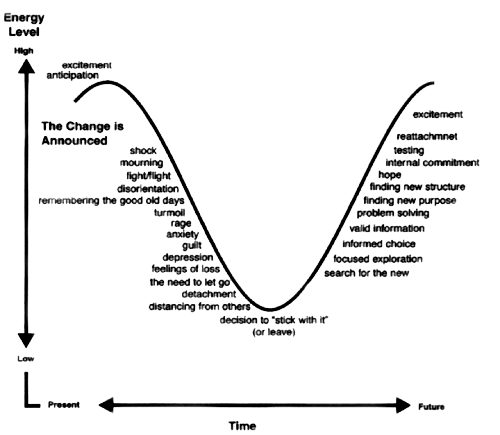 Energy
Level
High
excitement
anticipation
The Change is
Announced
shock
mourning
fight/flight
disorientation
remembering the good old days
turmoil
rage
anxiety
guilt
depression
feelings of loss
the need to let go
detachment
distancing from others
decision to "stick with it"
(or leave)
excitement
reattachmnet
testing
internal commitment
hope
finding new structure
finding new purpose
problem solving
valid information
informed choice
focused exploration
search for the new
Low
Present
Future
Time